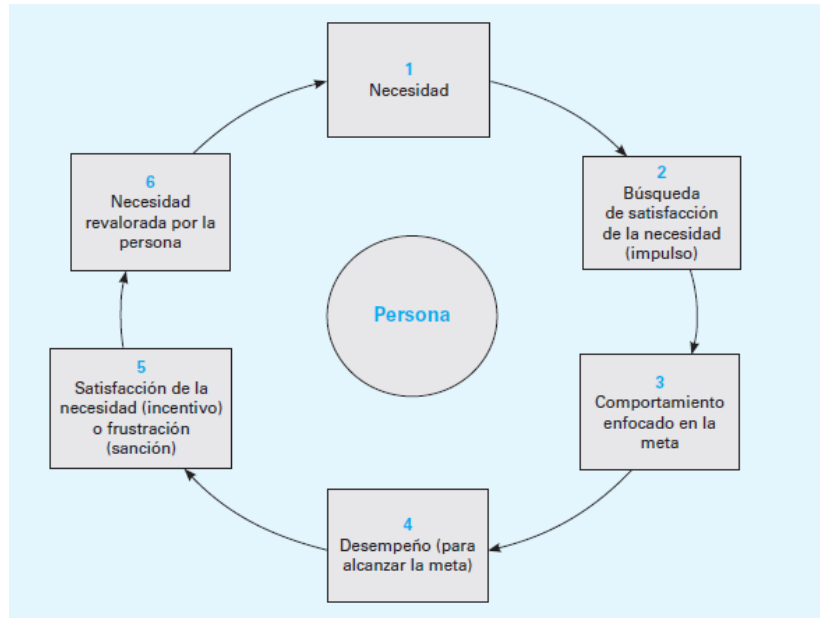 1
Necesidad
2
Búsqueda
de satisfacción
de la necesidad
(impulso)
3
Comportamiento
enfocado en la
meta
4
Desempeño (para
alcanzar la meta)
5
Satisfacción de la
necesidad (incentivo)
o frustración
(sanción)
6
Necesidad
revalorada por la
persona
Persona